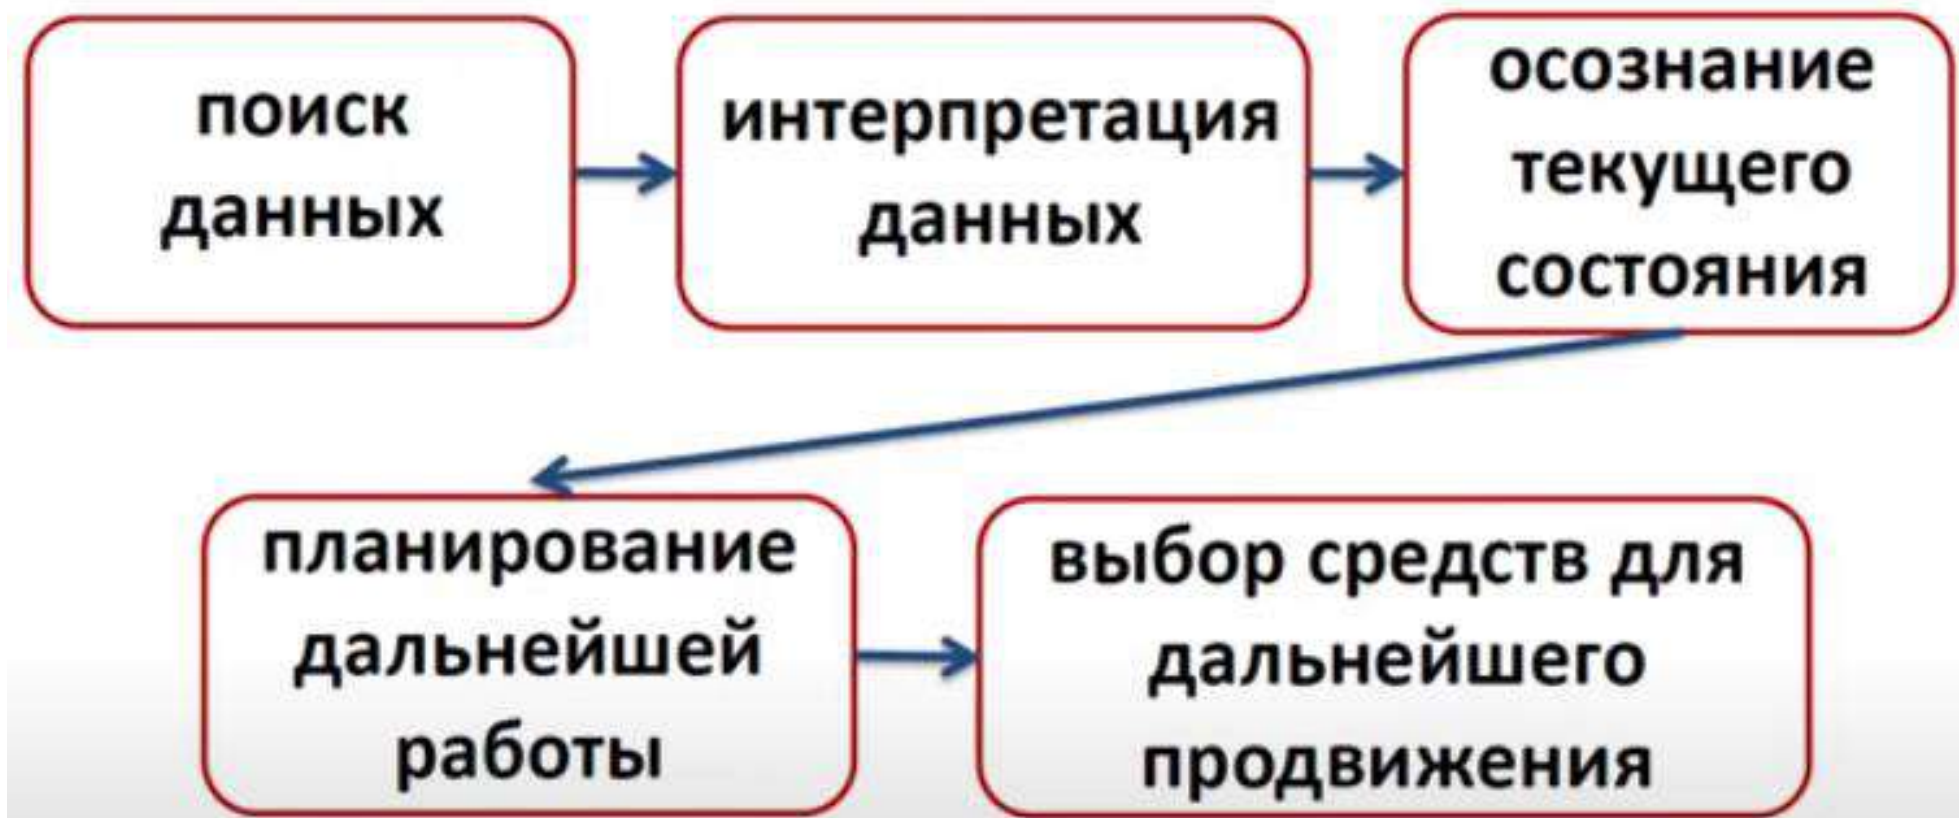 поиск
данных
интерпретация
данных
осознание
текущего
состояния
планирование
дальнейшей
работы
выбор средств для
дальнейшего
продвижения